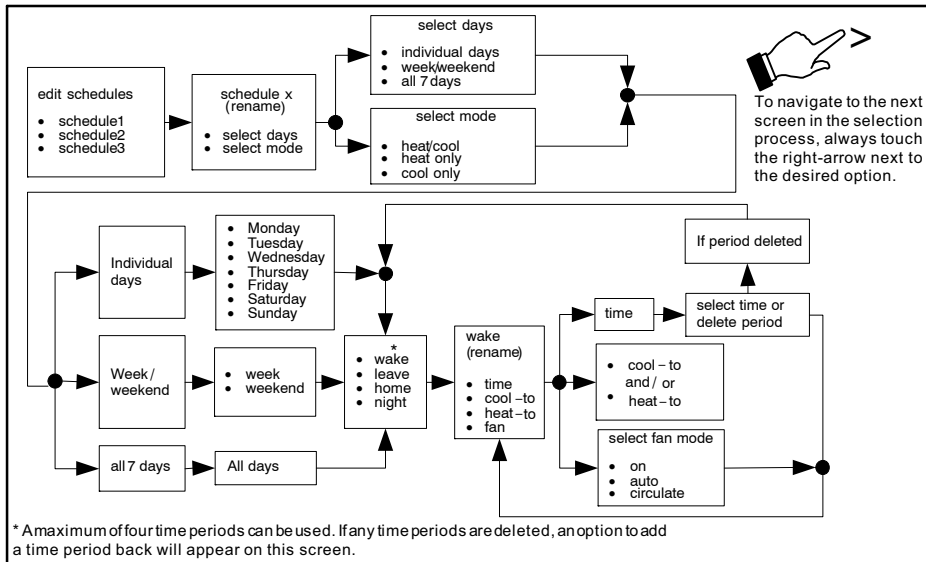 edit schedules
• schedule1
• schedule2
• schedule3
schedule x
(rename)
• select days
• select mode
select days
• individual days
• week/weekend
• all 7 days
select mode
• heat/cool
• heat only
• cool only
>
To navigate to the next
screen in the selection
process, always touch
the right-arrow next to
the desired option.
Individual
days
• Monday
• Tuesday
• Wednesday
• Thursday
• Friday
• Saturday
• Sunday
Week/
weekend
• week
• weekend
all 7 days
All days
*
• wake
• leave
• home
• night
wake
(rename)
• time
• cool-to
• heat-to
• fan
time
select time or
delete period
If period deleted
• cool-to
and/ or
• heat-to
select fan mode
• on
• auto
• circulate
* A maximum of four time periods can be used. If any time periods are deleted, an option to add
a time period back will appear on this screen.